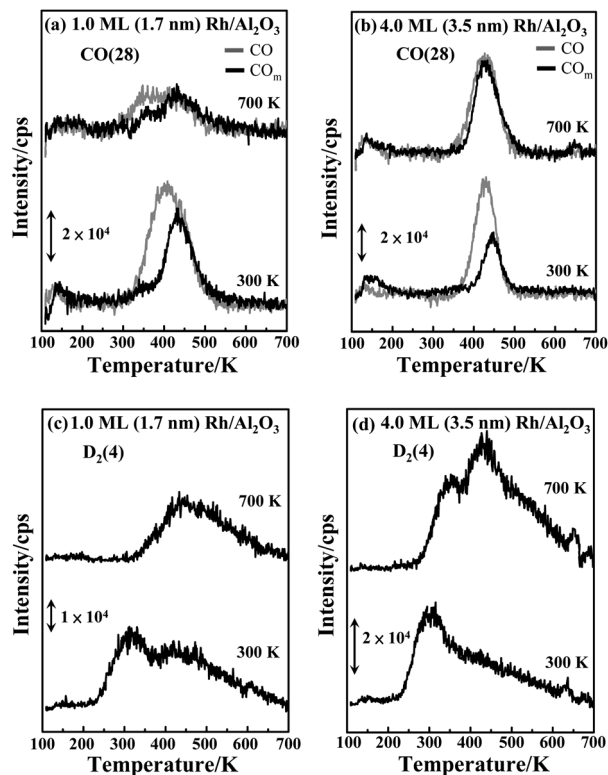 (a) 1.0 ML (1.7 nm) Rh/Al₂O₃
CO(28)
CO
COₘ
700 K
2 × 10⁴
300 K
Intensity/cps
100 200 300 400 500 600 700
Temperature/K
(b) 4.0 ML (3.5 nm) Rh/Al₂O₃
CO(28)
CO
COₘ
700 K
2 × 10⁴
300 K
Intensity/cps
100 200 300 400 500 600 700
Temperature/K
(c) 1.0 ML (1.7 nm) Rh/Al₂O₃
D₂(4)
700 K
1 × 10⁴
300 K
Intensity/cps
100 200 300 400 500 600 700
Temperature/K
(d) 4.0 ML (3.5 nm) Rh/Al₂O₃
D₂(4)
700 K
2 × 10⁴
300 K
Intensity/cps
100 200 300 400 500 600 700
Temperature/K